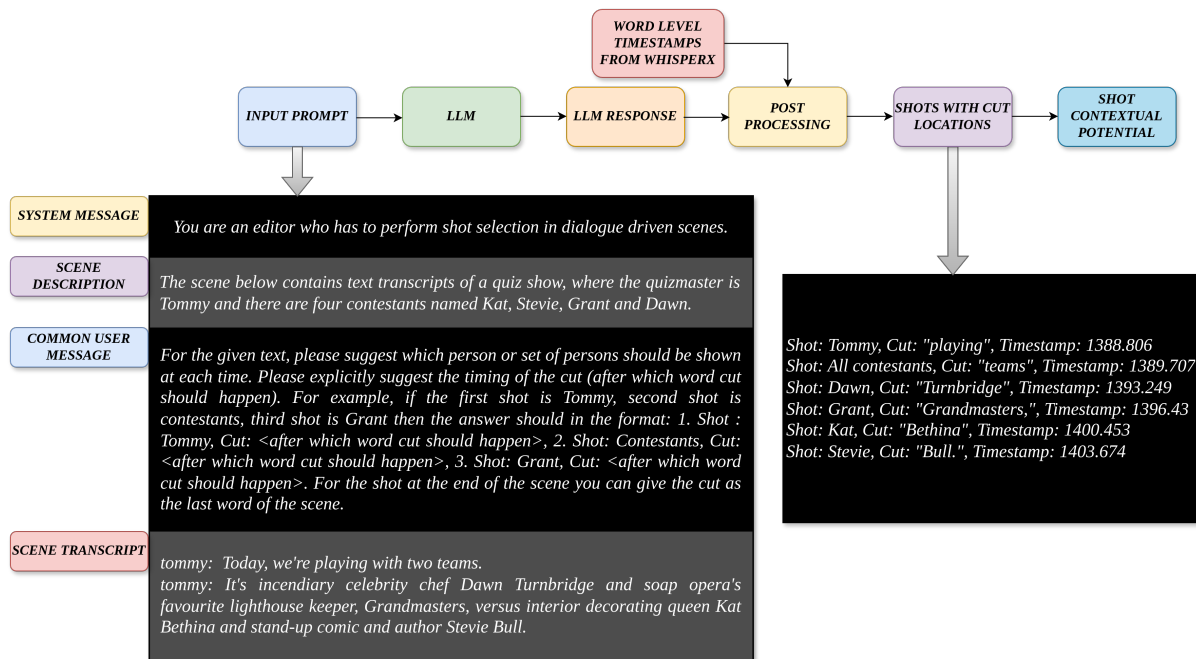 WORD LEVEL
TIMESTAMPS
FROM WHISPERX
INPUT PROMPT
LLM
LLM RESPONSE
POST
PROCESSING
SHOTS WITH CUT
LOCATIONS
SHOT
CONTEXTUAL
POTENTIAL
SYSTEM MESSAGE
You are an editor who has to perform shot selection in dialogue driven scenes.
SCENE
DESCRIPTION
The scene below contains text transcripts of a quiz show, where the quizmaster is
Tommy and there are four contestants named Kat, Stevie, Grant and Dawn.
COMMON USER
MESSAGE
For the given text, please suggest which person or set of persons should be shown
at each time. Please explicitly suggest the timing of the cut (after which word cut
should happen). For example, if the first shot is Tommy, second shot is
contestants, third shot is Grant then the answer should in the format: 1. Shot :
Tommy, Cut: <after which word cut should happen>, 2. Shot: Contestants, Cut:
<after which word cut should happen>, 3. Shot: Grant, Cut: <after which word
cut should happen>. For the shot at the end of the scene you can give the cut as
the last word of the scene.
SCENE TRANSCRIPT
tommy: Today, we're playing with two teams.
tommy: It's incendiary celebrity chef Dawn Turnbridge and soap opera's
favourite lighthouse keeper, Grandmasters, versus interior decorating queen Kat
Bethina and stand-up comic and author Stevie Bull.
Shot: Tommy, Cut: "playing", Timestamp: 1388.806
Shot: All contestants, Cut: "teams", Timestamp: 1389.707
Shot: Dawn, Cut: "Turnbridge", Timestamp: 1393.249
Shot: Grant, Cut: "Grandmasters,", Timestamp: 1396.43
Shot: Kat, Cut: "Bethina", Timestamp: 1400.453
Shot: Stevie, Cut: "Bull.", Timestamp: 1403.674